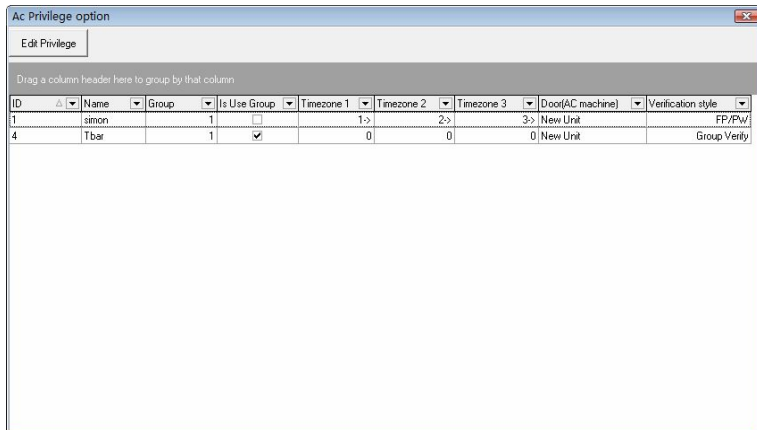 Ac Privilege option
Edit Privilege
Drag a column header here to group by that column
ID Name Group Is Use Group Timezone 1 Timezone 2 Timezone 3 Door(AC machine) Verification style
1 simon 1 1-> 2-> 3-> New Unit FP/PW
4 Tbar 1 0 0 0 New Unit Group Verify